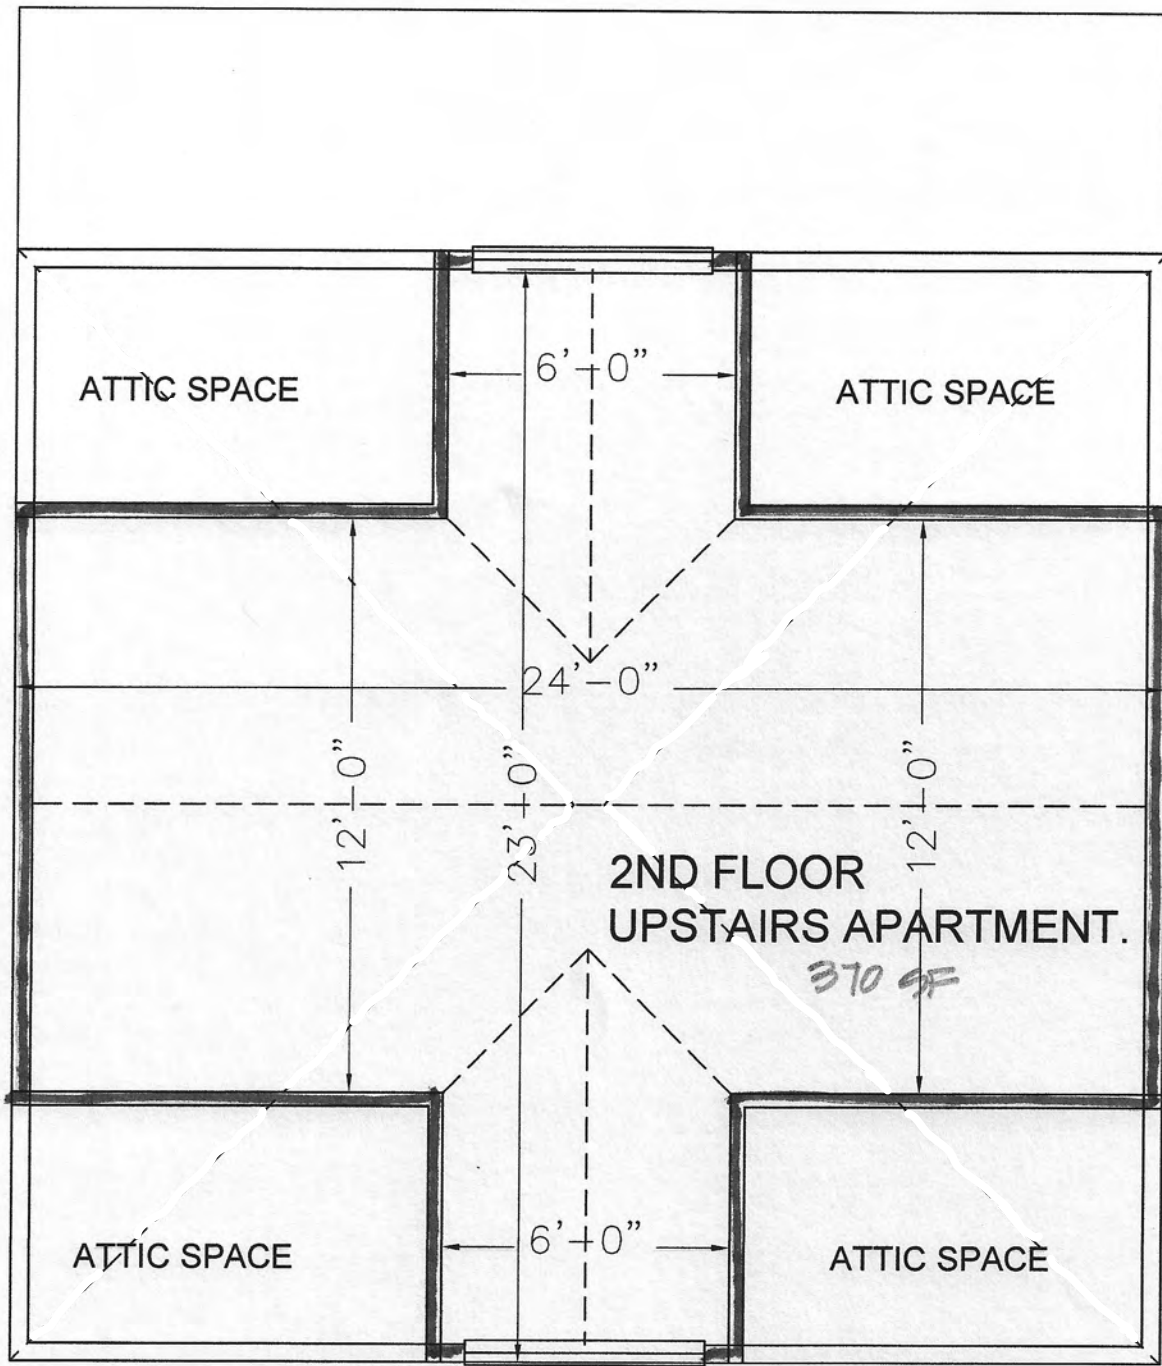 6'-0"
ATTIC SPACE
ATTIC SPACE
24'-0"
12'-0"
23'-0"
12'-0"
2ND FLOOR
UPSTAIRS APARTMENT.
370 SF
6'-0"
ATTIC SPACE
ATTIC SPACE